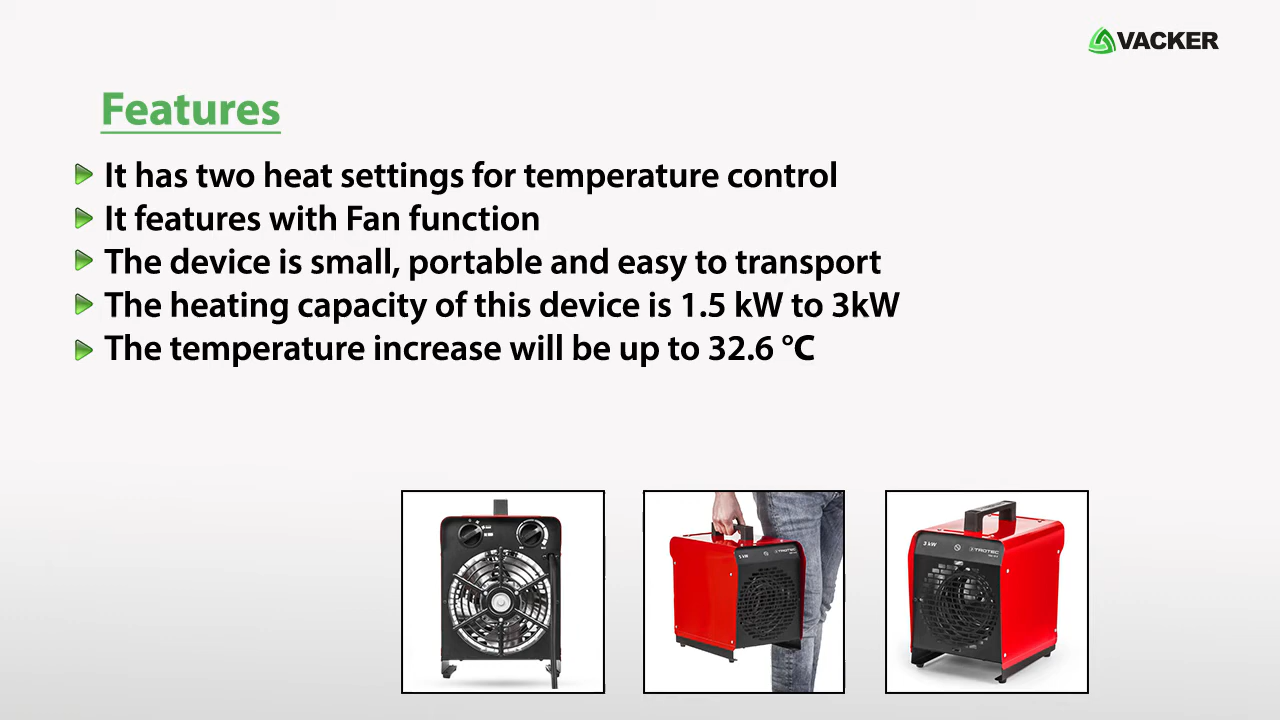 VACKER
Features
It has two heat settings for temperature control
It features with Fan function
The device is small, portable and easy to transport
The heating capacity of this device is 1.5 kW to 3kW
The temperature increase will be up to 32.6 °C
3 kW TROTEC
3 kW TROTEC